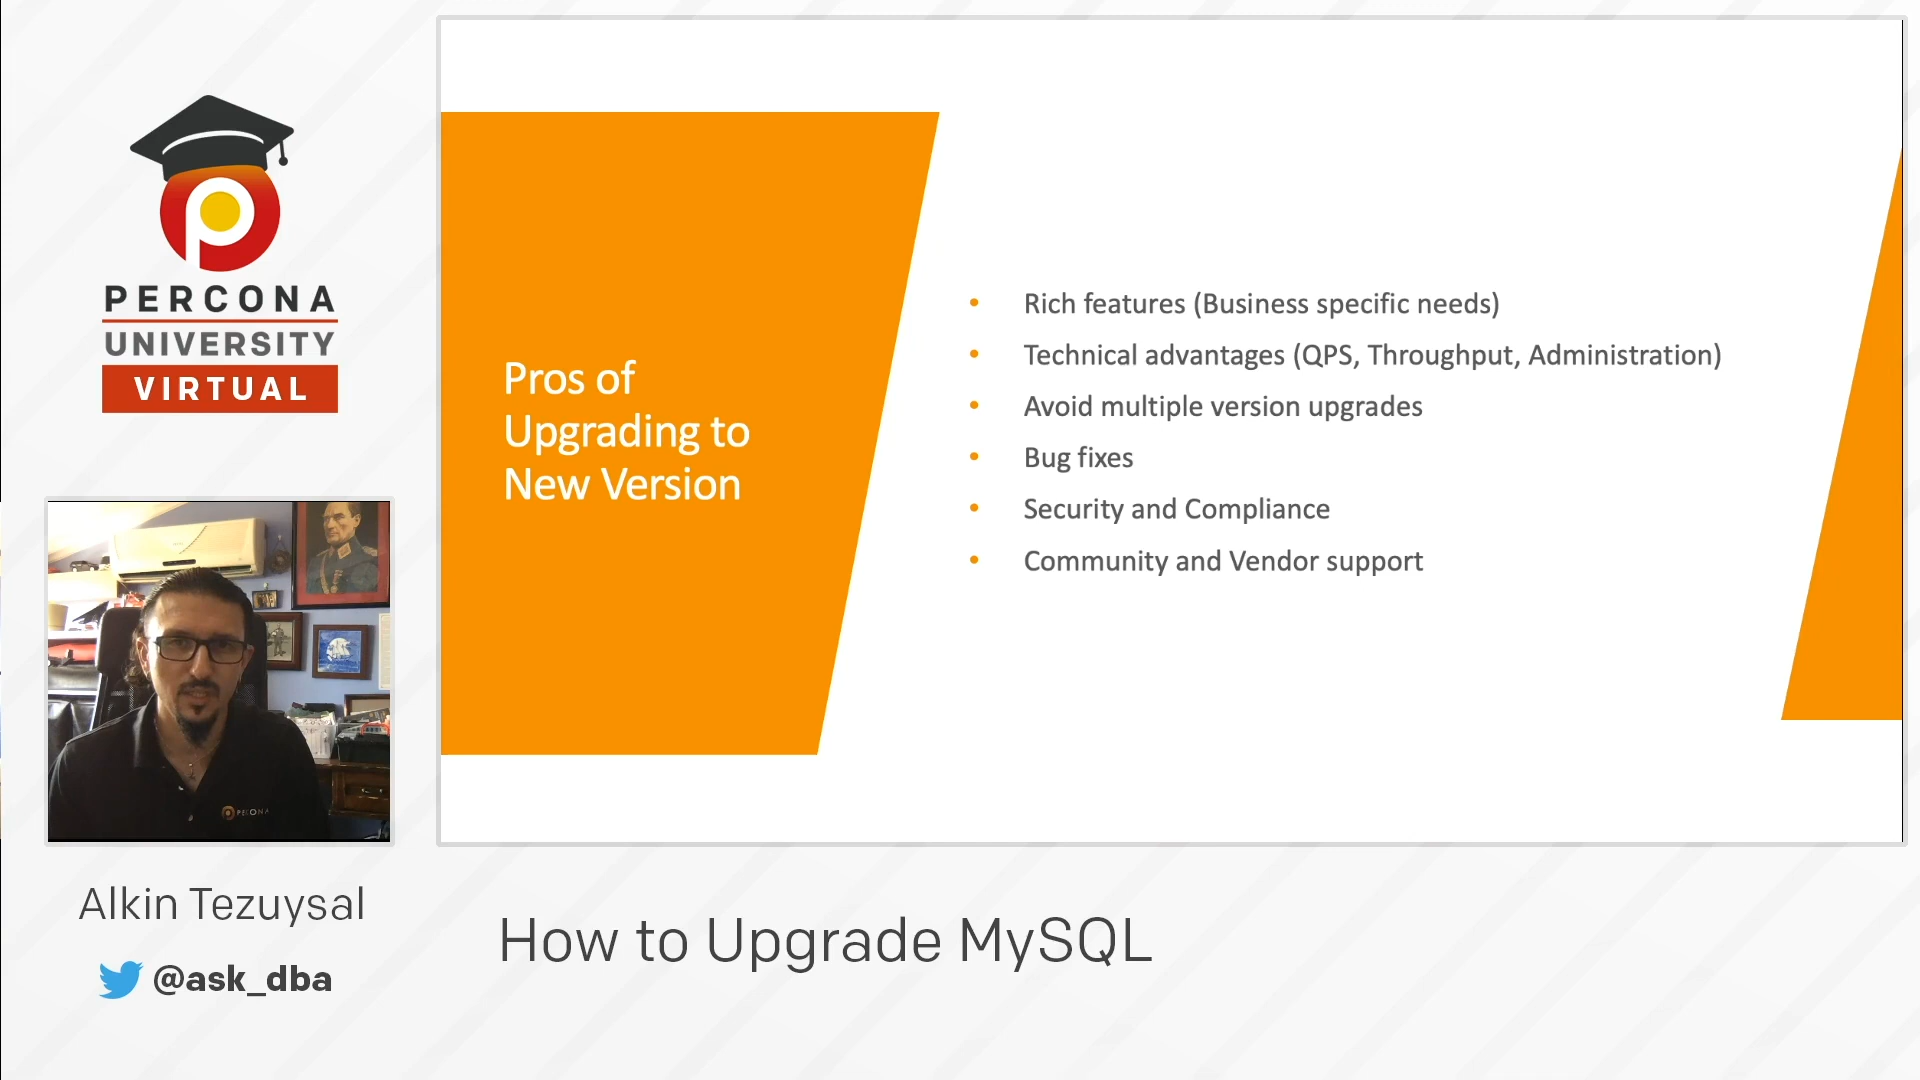 PERCONA
UNIVERSITY
VIRTUAL
Pros of
Upgrading to
New Version
• Rich features (Business specific needs)
• Technical advantages (QPS, Throughput, Administration)
• Avoid multiple version upgrades
• Bug fixes
• Security and Compliance
• Community and Vendor support
PERCONA
Alkin Tezuysal
@ask_dba
How to Upgrade MySQL